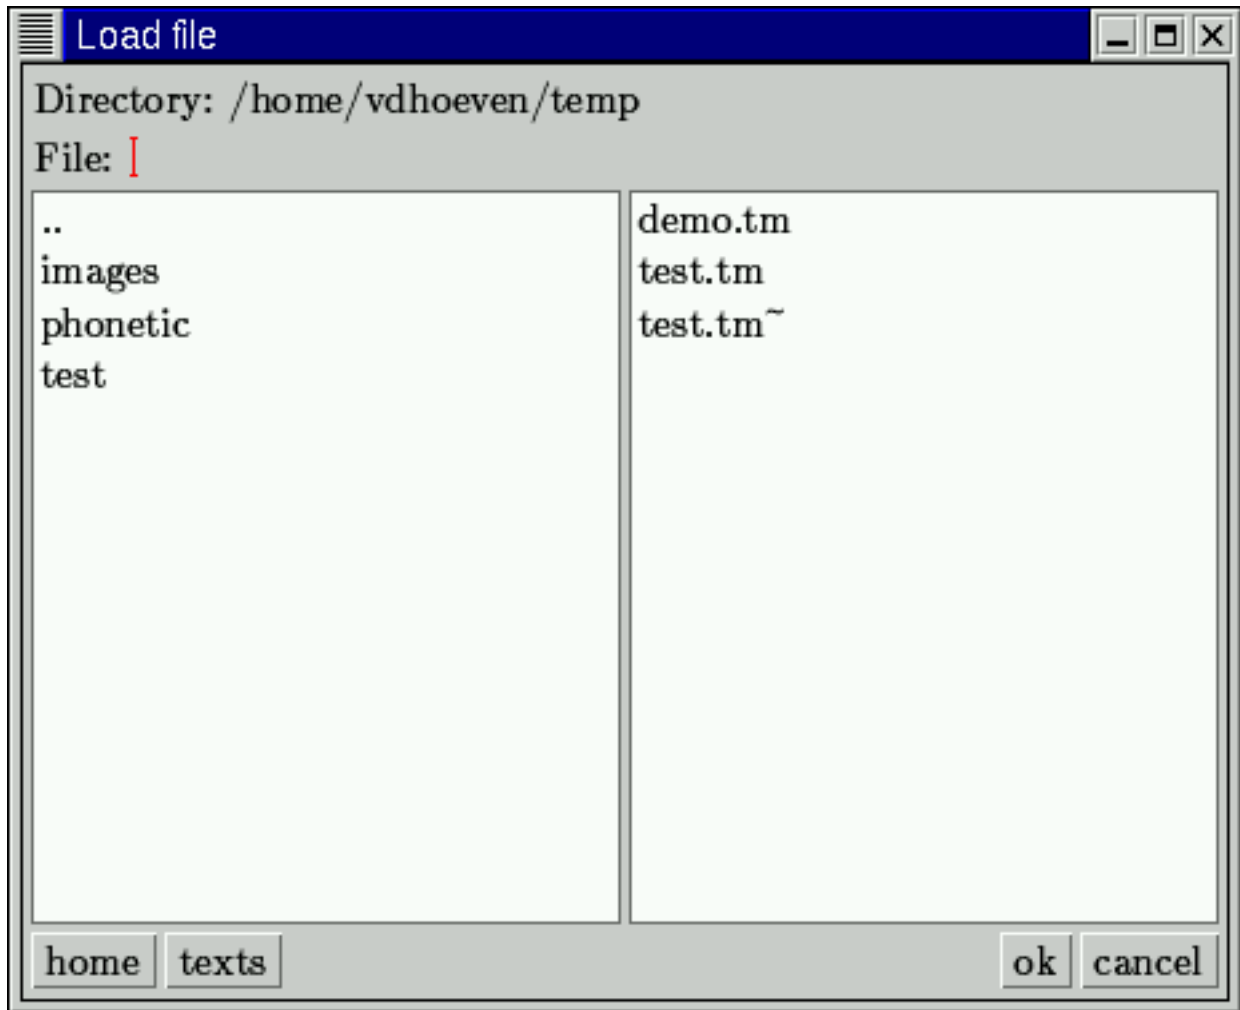 Load file
Directory: /home/vdhoeven/temp
File:
..
images
phonetic
test
demo.tm
test.tm
test.tm~
home texts ok cancel